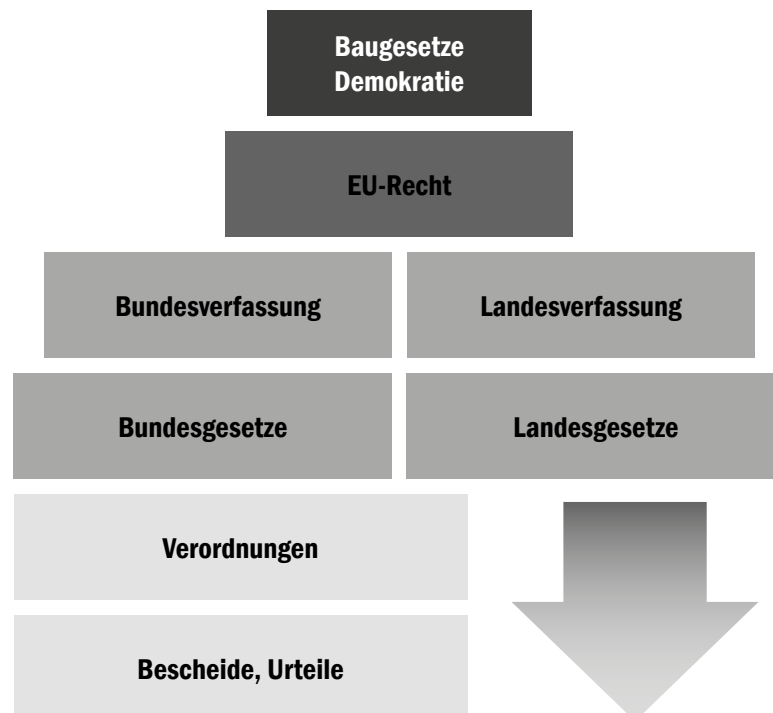 Baugesetze
Demokratie
EU-Recht
Bundesverfassung
Landesverfassung
Bundesgesetze
Landesgesetze
Verordnungen
Bescheide, Urteile